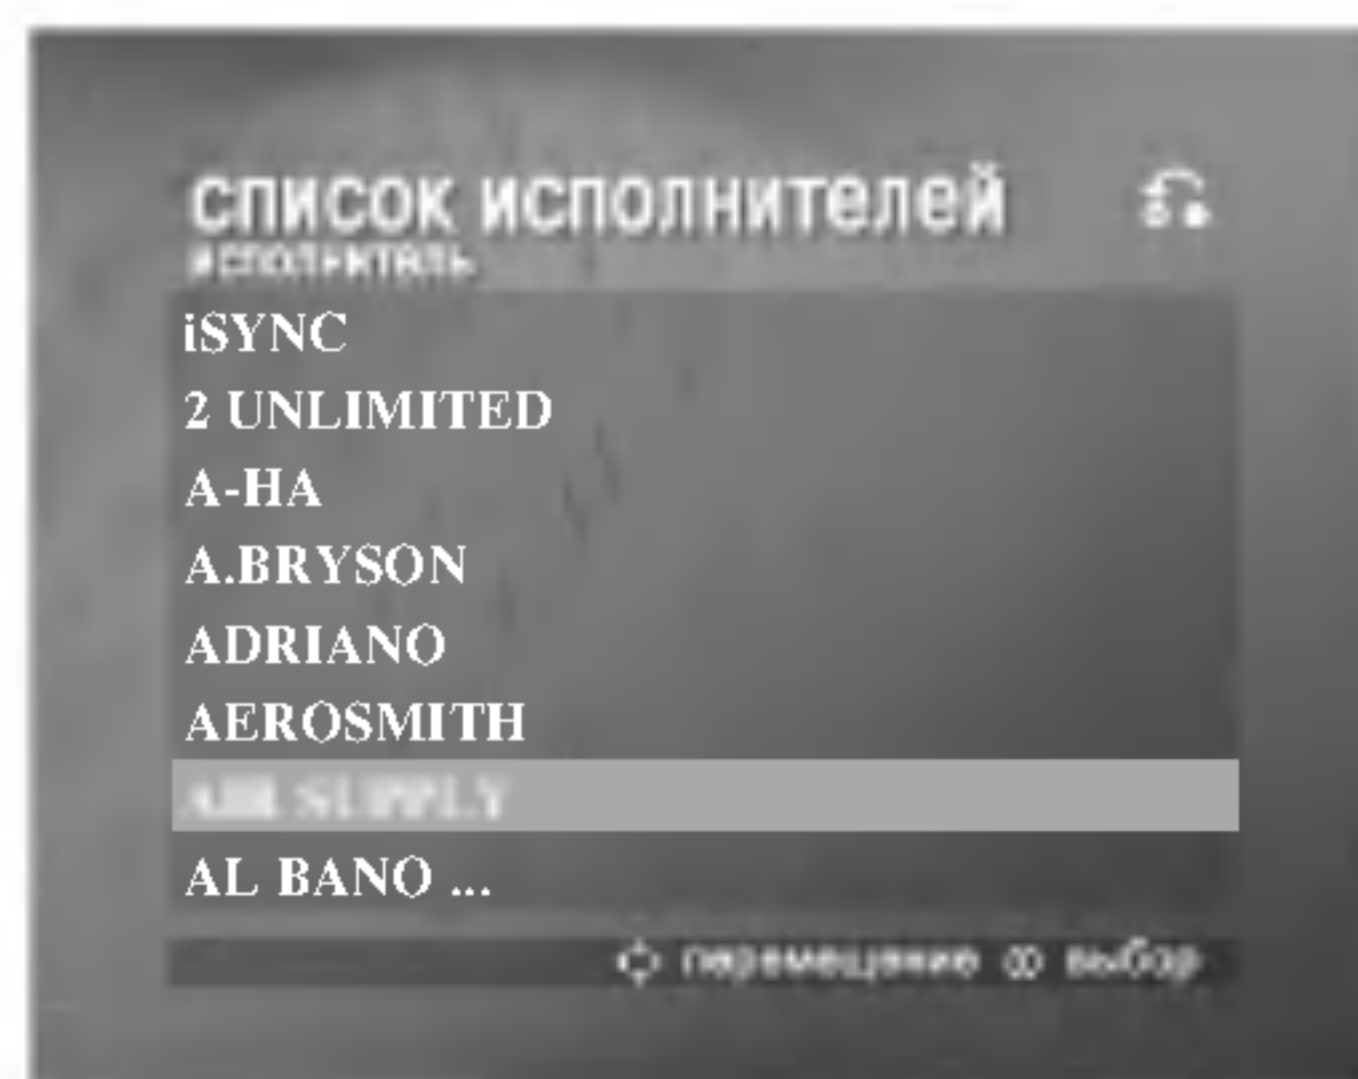 список исполнителей
исполнитель
iSYNC
2 UNLIMITED
A-HA
A.BRYSON
ADRIANO
AEROSMITH
AIR SUPPLY
AL BANO ...
перемещение выбор